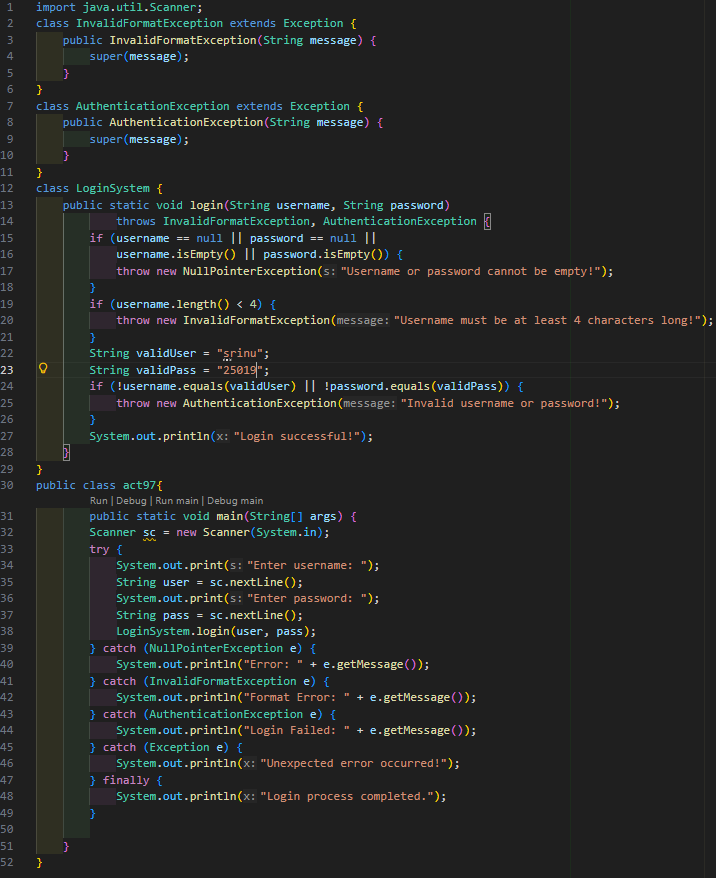 1 import java.util.Scanner;
2 class InvalidFormatException extends Exception {
3     public InvalidFormatException(String message) {
4         super(message);
5     }
6 }
7 class AuthenticationException extends Exception {
8     public AuthenticationException(String message) {
9         super(message);
10     }
11 }
12 class LoginSystem {
13     public static void login(String username, String password)
14             throws InvalidFormatException, AuthenticationException {
15         if (username == null || password == null ||
16             username.isEmpty() || password.isEmpty()) {
17             throw new NullPointerException(s: "Username or password cannot be empty!");
18         }
19         if (username.length() < 4) {
20             throw new InvalidFormatException(message: "Username must be at least 4 characters long!");
21         }
22         String validUser = "srinu";
23         String validPass = "25019";
24         if (!username.equals(validUser) || !password.equals(validPass)) {
25             throw new AuthenticationException(message: "Invalid username or password!");
26         }
27         System.out.println(x: "Login successful!");
28     }
29 }
30 public class act97{
Run | Debug | Run main | Debug main
31         public static void main(String[] args) {
32         Scanner sc = new Scanner(System.in);
33         try {
34             System.out.print(s: "Enter username: ");
35             String user = sc.nextLine();
36             System.out.print(s: "Enter password: ");
37             String pass = sc.nextLine();
38             LoginSystem.login(user, pass);
39         } catch (NullPointerException e) {
40             System.out.println("Error: " + e.getMessage());
41         } catch (InvalidFormatException e) {
42             System.out.println("Format Error: " + e.getMessage());
43         } catch (AuthenticationException e) {
44             System.out.println("Login Failed: " + e.getMessage());
45         } catch (Exception e) {
46             System.out.println(x: "Unexpected error occurred!");
47         } finally {
48             System.out.println(x: "Login process completed.");
49         }
50
51     }
52 }